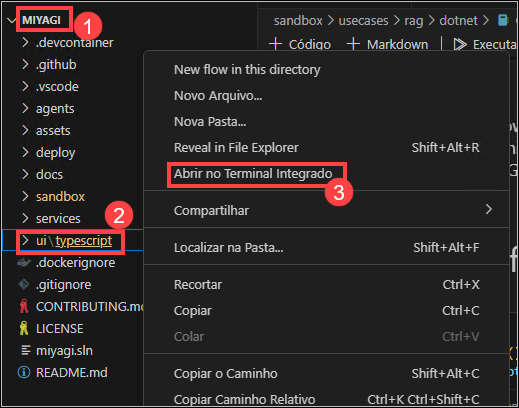 MIYAGI
1
.devcontainer
.github
.vscode
agents
assets
deploy
docs
sandbox
services
2
ui\typescript
.dockerignore
.gitignore
CONTRIBUTING.md
LICENSE
miyagi.sln
README.md
sandbox > usecases > rag > dotnet >
+ Código + Markdown Executa
New flow in this directory
Novo Arquivo...
Nova Pasta...
Reveal in File Explorer Shift+Alt+R
Abrir no Terminal Integrado
3
Compartilhar
Localizar na Pasta... Shift+Alt+F
Recortar Ctrl+X
Copiar Ctrl+C
Colar Ctrl+V
Copiar o Caminho Shift+Alt+C
Copiar Caminho Relativo Ctrl+K Ctrl+Shift+C